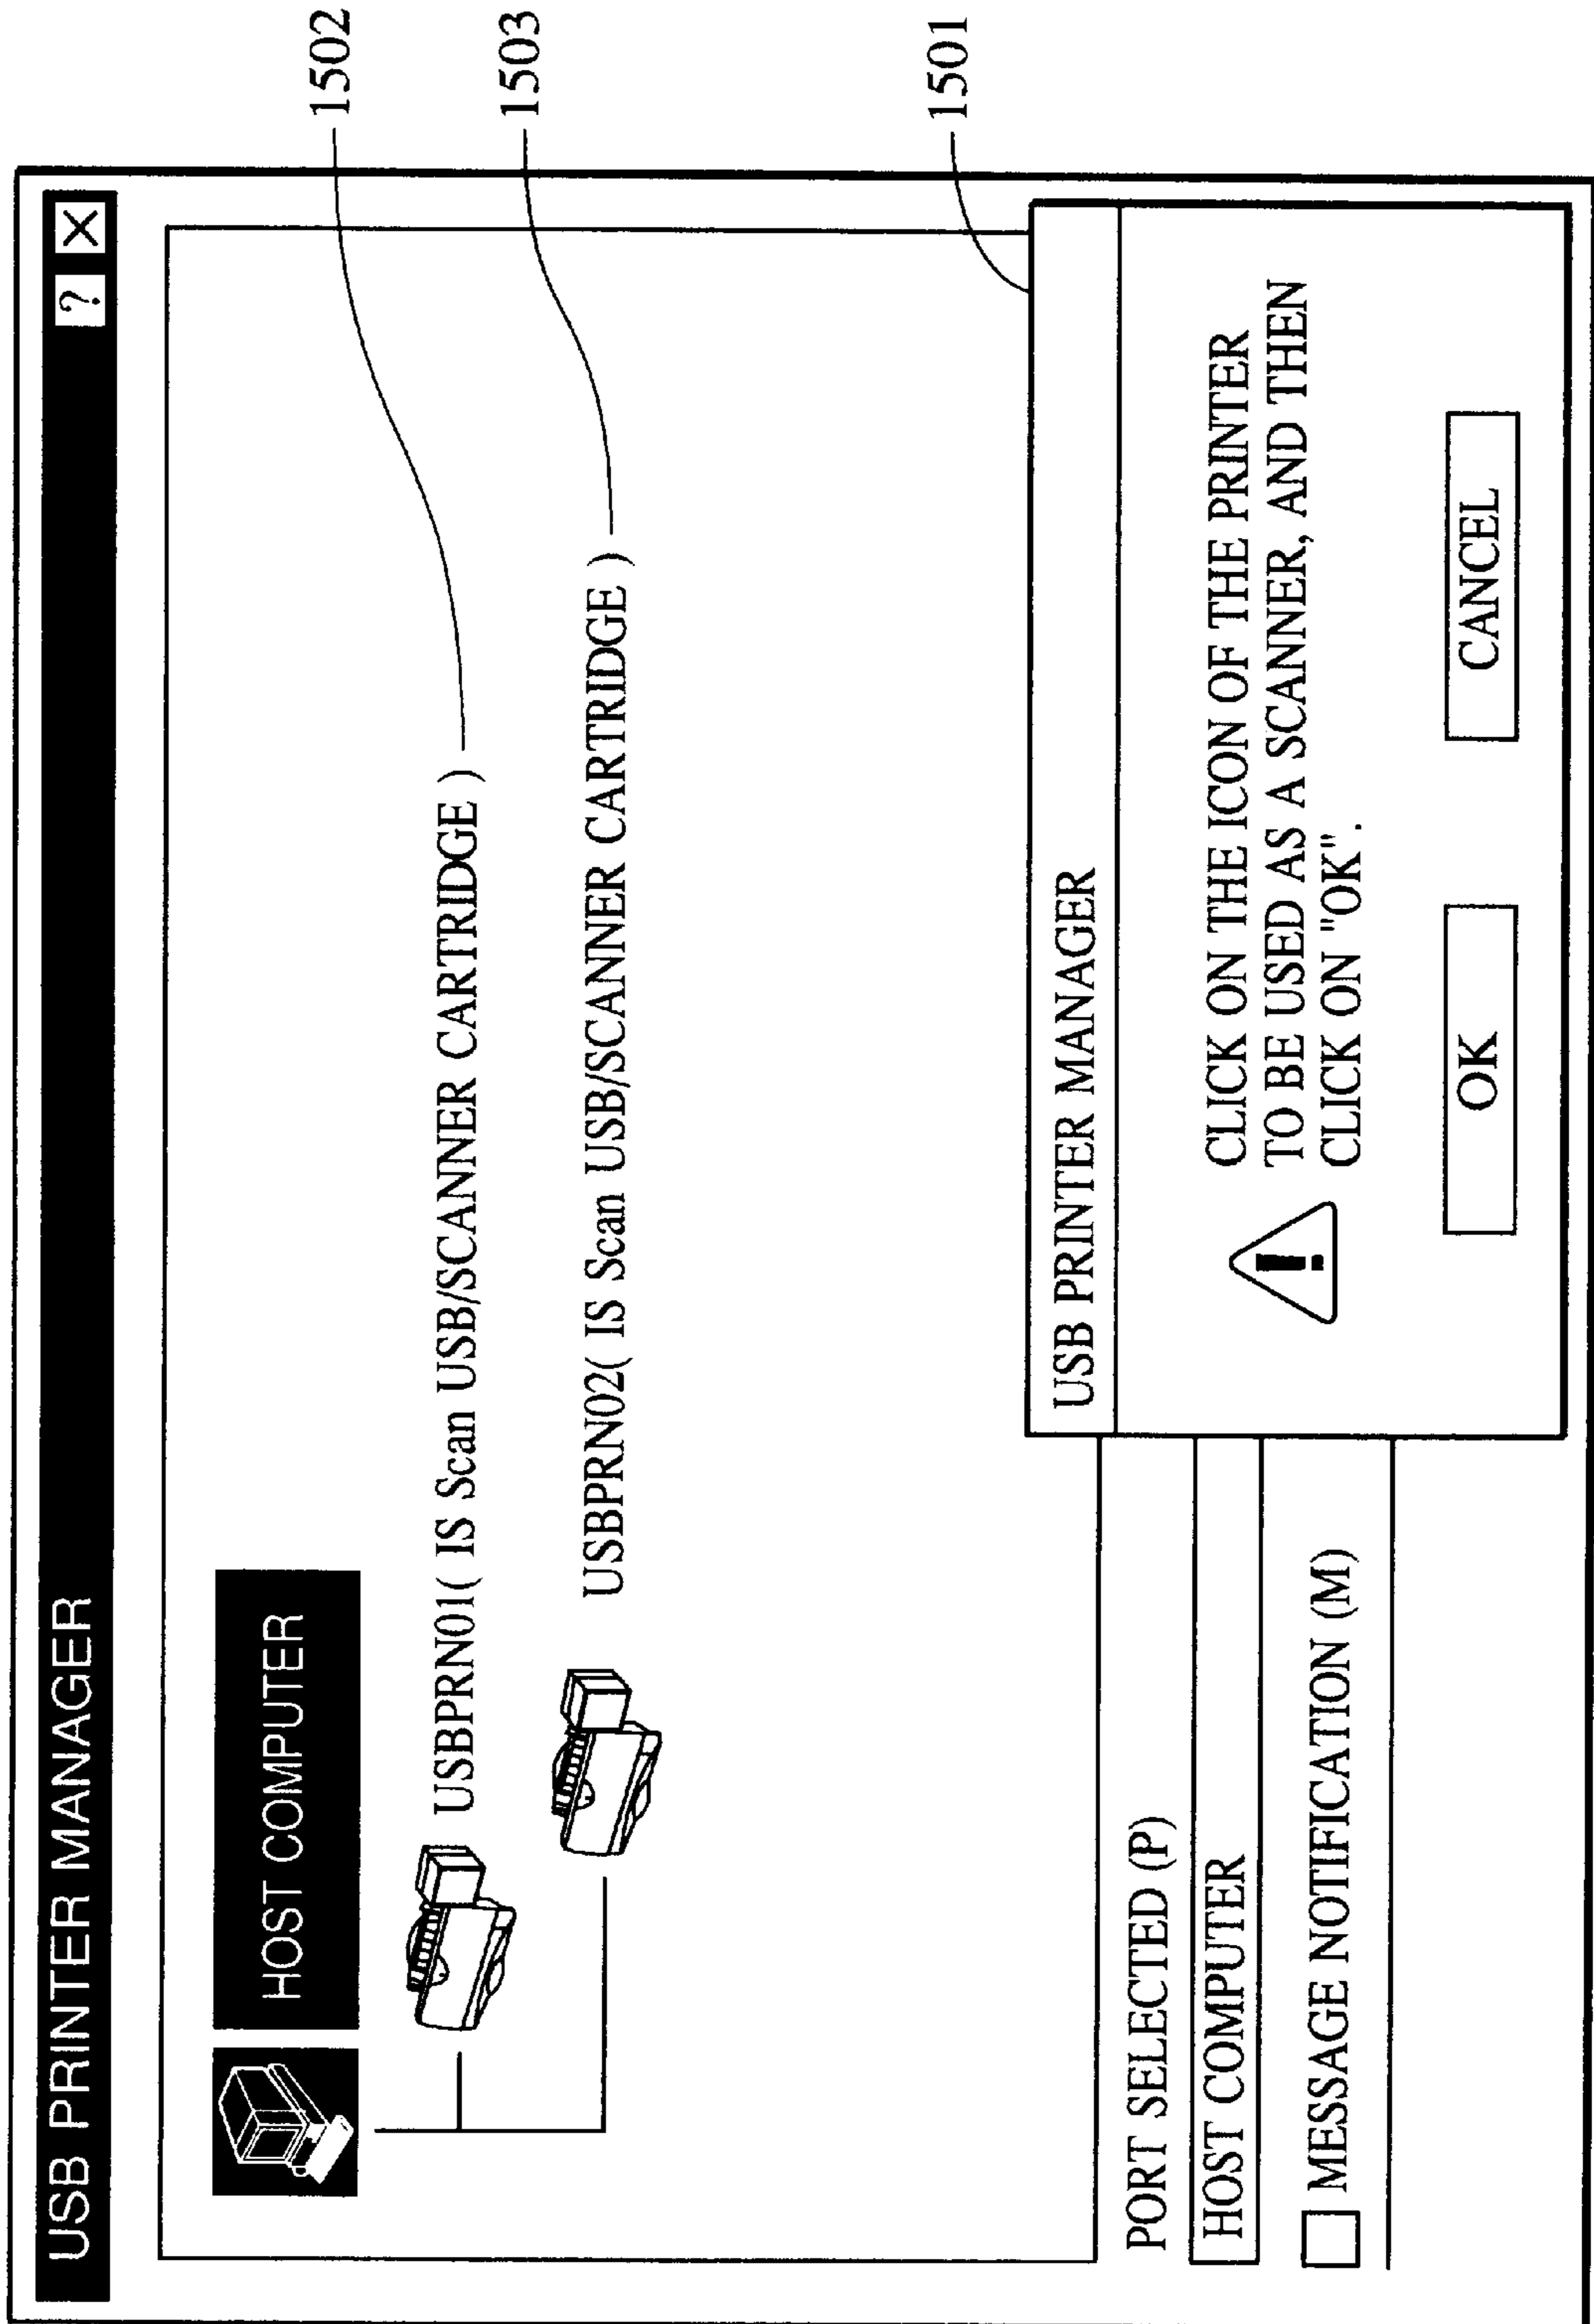 USB PRINTER MANAGER ? X
HOST COMPUTER
USBPRN01( IS Scan USB/SCANNER CARTRIDGE )
1502
USBPRN02( IS Scan USB/SCANNER CARTRIDGE )
1503
1501
PORT SELECTED (P)
HOST COMPUTER
MESSAGE NOTIFICATION (M)
USB PRINTER MANAGER
! CLICK ON THE ICON OF THE PRINTER
TO BE USED AS A SCANNER, AND THEN
CLICK ON "OK".
OK
CANCEL